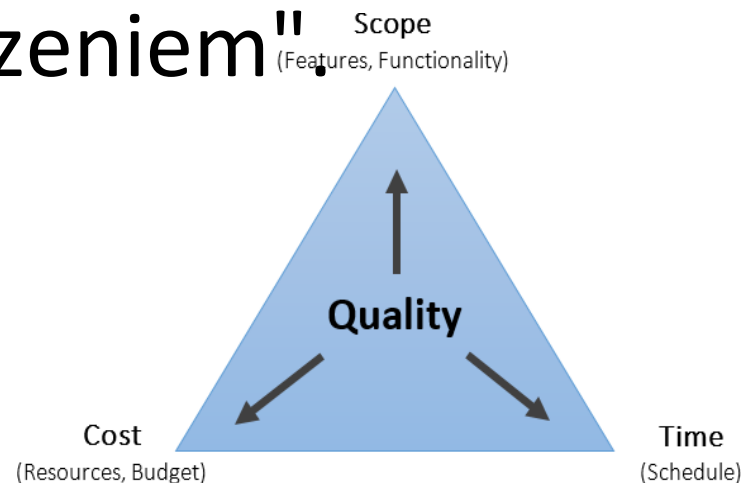 zeniem".
Scope
(Features, Functionality)
Quality
Cost
(Resources, Budget)
Time
(Schedule)